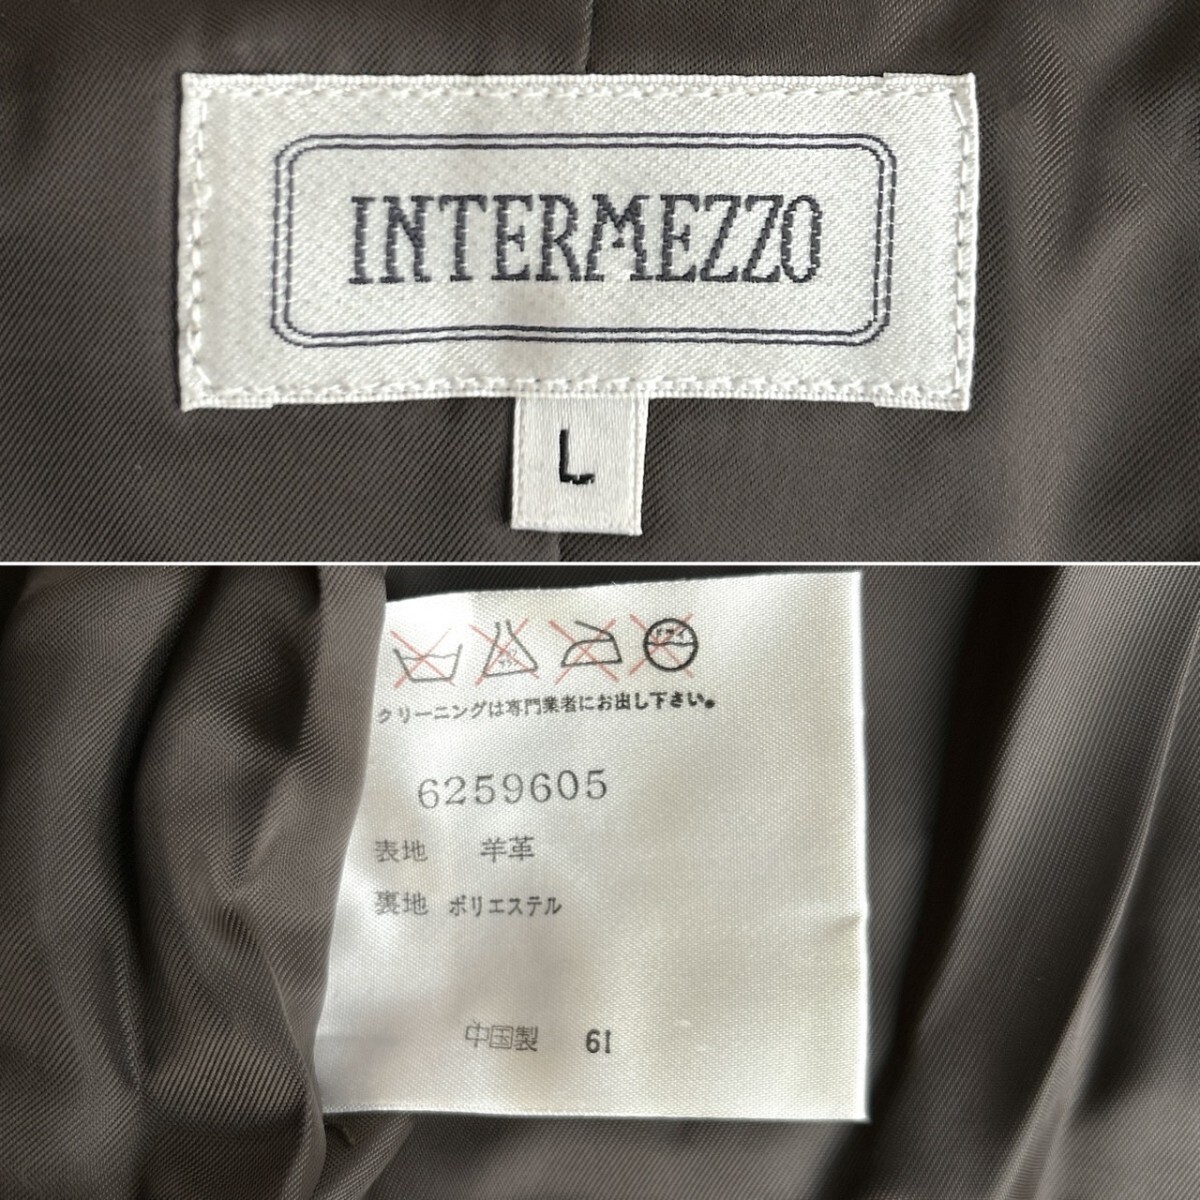 INTERMEZZO
L
クリーニングは専門業者にお出し下さい。
6259605
表地 羊革
裏地 ポリエステル
中国製 61